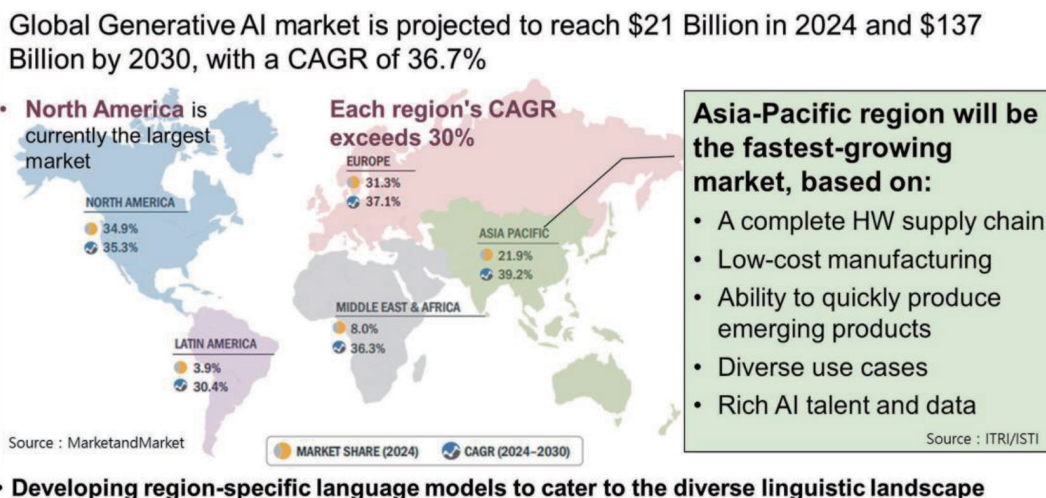 Global Generative AI market is projected to reach $21 Billion in 2024 and $137
Billion by 2030, with a CAGR of 36.7%
• North America is
currently the largest
market
Each region's CAGR
exceeds 30%
EUROPE
31.3%
37.1%
NORTH AMERICA
34.9%
35.3%
ASIA PACIFIC
21.9%
39.2%
MIDDLE EAST & AFRICA
8.0%
36.3%
LATIN AMERICA
3.9%
30.4%
Source : MarketandMarket
MARKET SHARE (2024) CAGR (2024–2030)
Asia-Pacific region will be
the fastest-growing
market, based on:
• A complete HW supply chain
• Low-cost manufacturing
• Ability to quickly produce
emerging products
• Diverse use cases
• Rich AI talent and data
Source : ITRI/ISTI
• Developing region-specific language models to cater to the diverse linguistic landscape